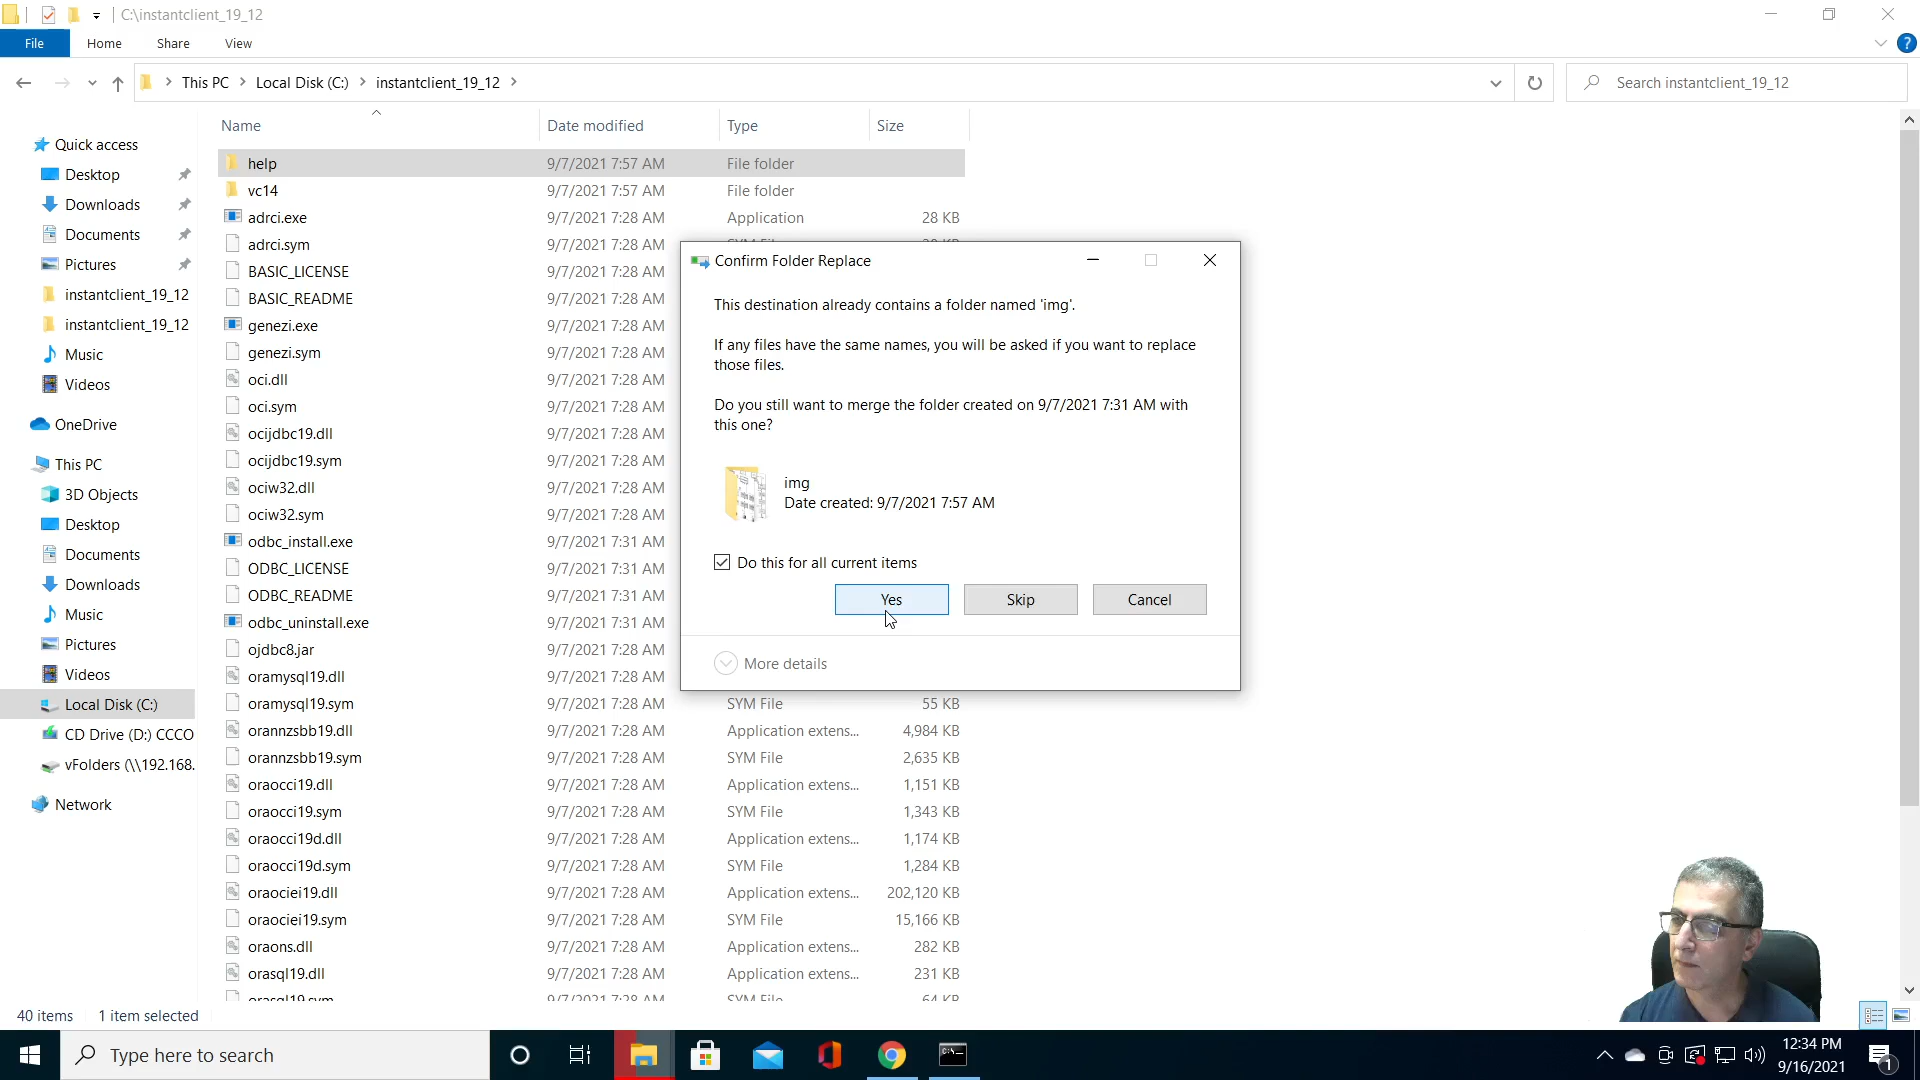 C:\instantclient_19_12
File Home Share View
This PC Local Disk (C:) instantclient_19_12
Search instantclient_19_12
Name Date modified Type Size
Quick access
Desktop
Downloads
Documents
Pictures
instantclient_19_12
instantclient_19_12
Music
Videos
OneDrive
This PC
3D Objects
Desktop
Documents
Downloads
Music
Pictures
Videos
Local Disk (C:)
CD Drive (D:) CCCO
vFolders (\\192.168.
Network
help 9/7/2021 7:57 AM File folder
vc14 9/7/2021 7:57 AM File folder
adrci.exe 9/7/2021 7:28 AM Application 28 KB
adrci.sym 9/7/2021 7:28 AM
BASIC_LICENSE 9/7/2021 7:28 AM
BASIC_README 9/7/2021 7:28 AM
genezi.exe 9/7/2021 7:28 AM
genezi.sym 9/7/2021 7:28 AM
oci.dll 9/7/2021 7:28 AM
oci.sym 9/7/2021 7:28 AM
ocijdbc19.dll 9/7/2021 7:28 AM
ocijdbc19.sym 9/7/2021 7:28 AM
ociw32.dll 9/7/2021 7:28 AM
ociw32.sym 9/7/2021 7:28 AM
odbc_install.exe 9/7/2021 7:31 AM
ODBC_LICENSE 9/7/2021 7:31 AM
ODBC_README 9/7/2021 7:31 AM
odbc_uninstall.exe 9/7/2021 7:31 AM
ojdbc8.jar 9/7/2021 7:28 AM
oramysql19.dll 9/7/2021 7:28 AM
oramysql19.sym 9/7/2021 7:28 AM SYM File 55 KB
orannzsbb19.dll 9/7/2021 7:28 AM Application extens... 4,984 KB
orannzsbb19.sym 9/7/2021 7:28 AM SYM File 2,635 KB
oraocci19.dll 9/7/2021 7:28 AM Application extens... 1,151 KB
oraocci19.sym 9/7/2021 7:28 AM SYM File 1,343 KB
oraocci19d.dll 9/7/2021 7:28 AM Application extens... 1,174 KB
oraocci19d.sym 9/7/2021 7:28 AM SYM File 1,284 KB
oraociei19.dll 9/7/2021 7:28 AM Application extens... 202,120 KB
oraociei19.sym 9/7/2021 7:28 AM SYM File 15,166 KB
oraons.dll 9/7/2021 7:28 AM Application extens... 282 KB
orasql19.dll 9/7/2021 7:28 AM Application extens... 231 KB
orasql19.sym 9/7/2021 7:28 AM SYM File 64 KB
Confirm Folder Replace
This destination already contains a folder named 'img'.
If any files have the same names, you will be asked if you want to replace
those files.
Do you still want to merge the folder created on 9/7/2021 7:31 AM with
this one?
img
Date created: 9/7/2021 7:57 AM
Do this for all current items
Yes Skip Cancel
More details
40 items 1 item selected
Type here to search
12:34 PM
9/16/2021
1